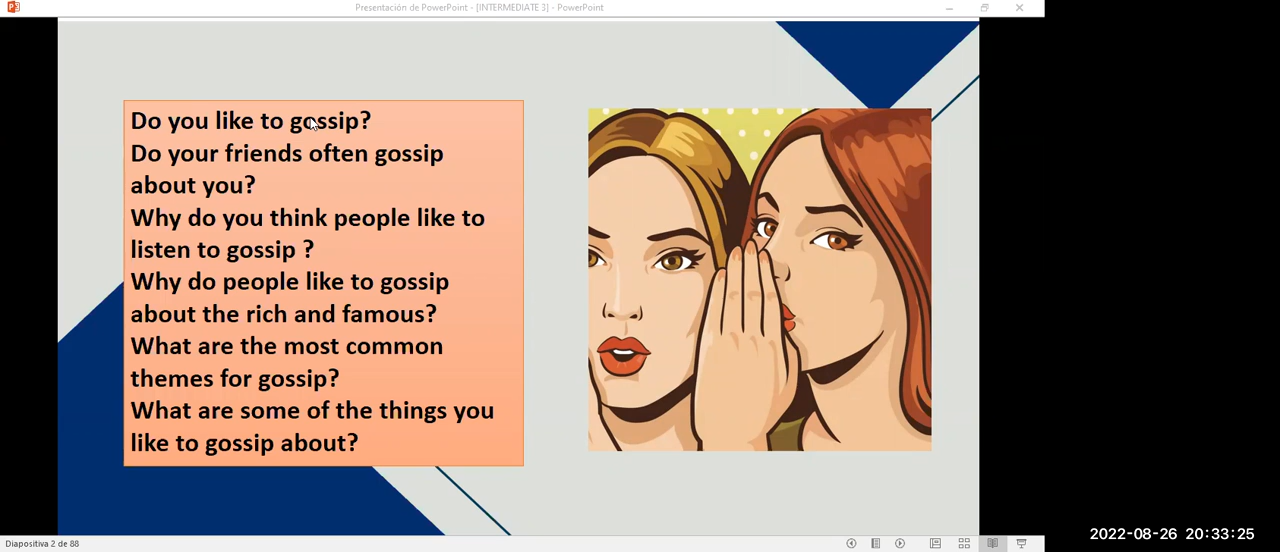 Presentación de PowerPoint - [INTERMEDIATE 3] - PowerPoint
Do you like to gossip?
Do your friends often gossip
about you?
Why do you think people like to
listen to gossip ?
Why do people like to gossip
about the rich and famous?
What are the most common
themes for gossip?
What are some of the things you
like to gossip about?
2022-08-26 20:33:25
Diapositiva 2 de 88